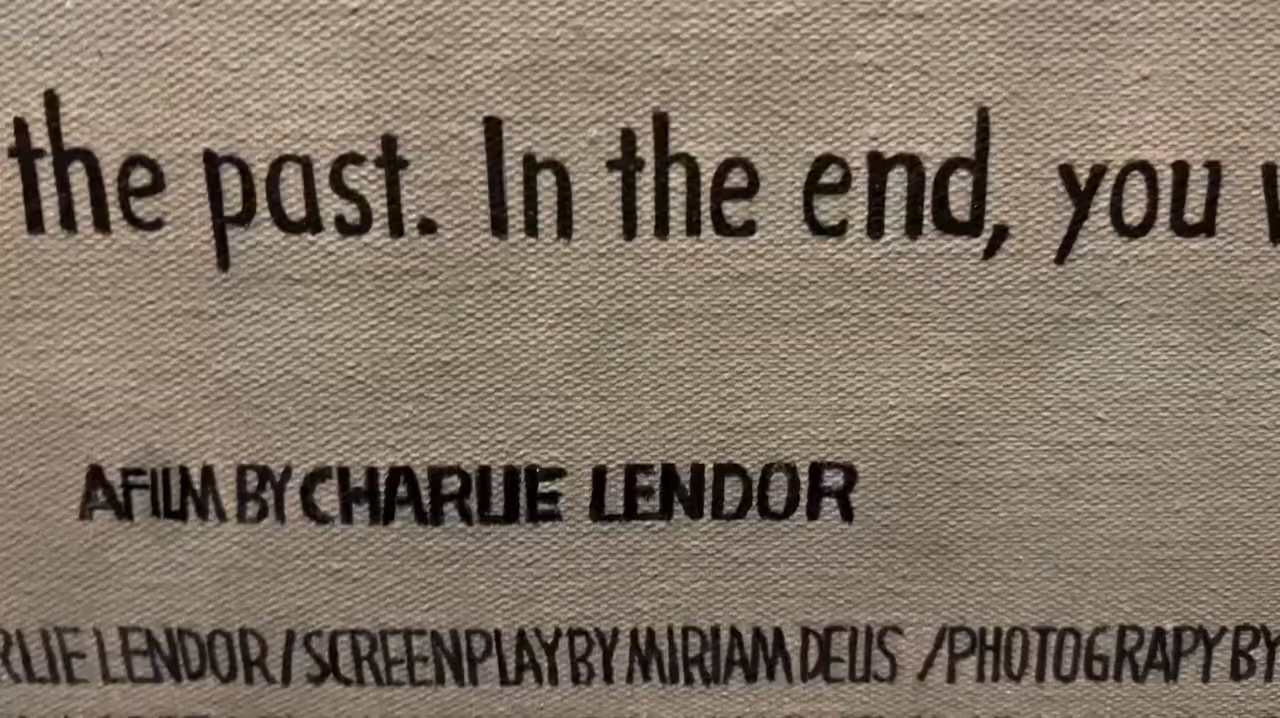 the past. In the end, you
A FILM BY CHARLIE LENDOR
RLIE LENDOR / SCREENPLAY BY MIRIAM DEUS / PHOTOGRAPY BY